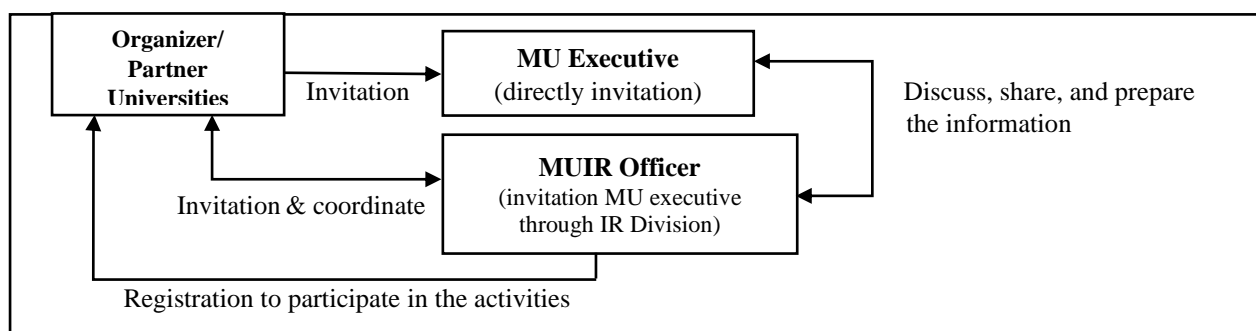 Organizer/
Partner
Universities
MU Executive
(directly invitation)
Invitation
Discuss, share, and prepare
the information
MUIR Officer
(invitation MU executive
through IR Division)
Invitation & coordinate
Registration to participate in the activities